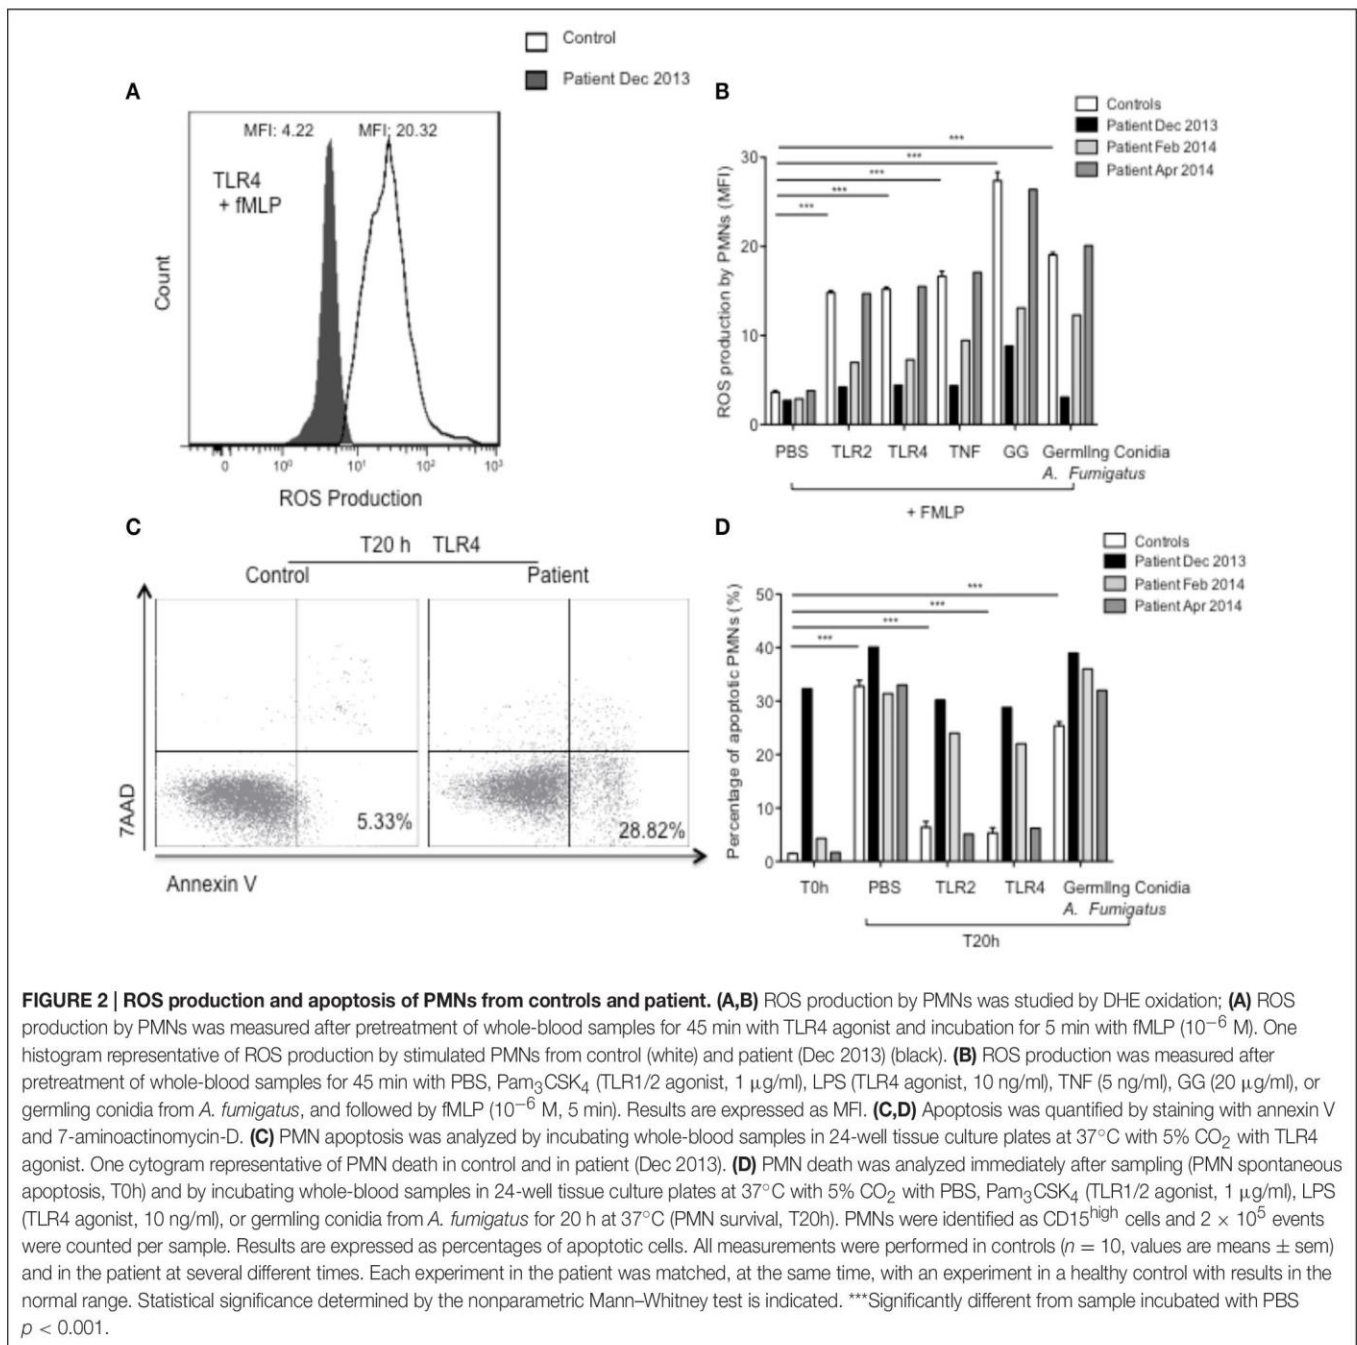 Control
Patient Dec 2013
A
MFI: 4.22
MFI: 20.32
TLR4
+ fMLP
Count
0
10⁰
10¹
10²
10³
ROS Production
B
Controls
Patient Dec 2013
Patient Feb 2014
Patient Apr 2014
***
***
***
***
***
ROS production by PMNs (MFI)
30
20
10
0
PBS
TLR2
TLR4
TNF
GG
Germling Conidia
A. Fumigatus
+ FMLP
C
T20 h TLR4
Control
Patient
7AAD
5.33%
28.82%
Annexin V
D
Controls
Patient Dec 2013
Patient Feb 2014
Patient Apr 2014
***
***
***
***
Percentage of apoptotic PMNs (%)
50
40
30
20
10
0
T0h
PBS
TLR2
TLR4
Germling Conidia
A. Fumigatus
T20h
FIGURE 2 | ROS production and apoptosis of PMNs from controls and patient. (A,B) ROS production by PMNs was studied by DHE oxidation; (A) ROS
production by PMNs was measured after pretreatment of whole-blood samples for 45 min with TLR4 agonist and incubation for 5 min with fMLP (10⁻⁶ M). One
histogram representative of ROS production by stimulated PMNs from control (white) and patient (Dec 2013) (black). (B) ROS production was measured after
pretreatment of whole-blood samples for 45 min with PBS, Pam₃CSK₄ (TLR1/2 agonist, 1 μg/ml), LPS (TLR4 agonist, 10 ng/ml), TNF (5 ng/ml), GG (20 μg/ml), or
germling conidia from A. fumigatus, and followed by fMLP (10⁻⁶ M, 5 min). Results are expressed as MFI. (C,D) Apoptosis was quantified by staining with annexin V
and 7-aminoactinomycin-D. (C) PMN apoptosis was analyzed by incubating whole-blood samples in 24-well tissue culture plates at 37°C with 5% CO₂ with TLR4
agonist. One cytogram representative of PMN death in control and in patient (Dec 2013). (D) PMN death was analyzed immediately after sampling (PMN spontaneous
apoptosis, T0h) and by incubating whole-blood samples in 24-well tissue culture plates at 37°C with 5% CO₂ with PBS, Pam₃CSK₄ (TLR1/2 agonist, 1 μg/ml), LPS
(TLR4 agonist, 10 ng/ml), or germling conidia from A. fumigatus for 20 h at 37°C (PMN survival, T20h). PMNs were identified as CD15ʰⁱᵍʰ cells and 2 × 10⁵ events
were counted per sample. Results are expressed as percentages of apoptotic cells. All measurements were performed in controls (n = 10, values are means ± sem)
and in the patient at several different times. Each experiment in the patient was matched, at the same time, with an experiment in a healthy control with results in the
normal range. Statistical significance determined by the nonparametric Mann–Whitney test is indicated. ***Significantly different from sample incubated with PBS
p < 0.001.